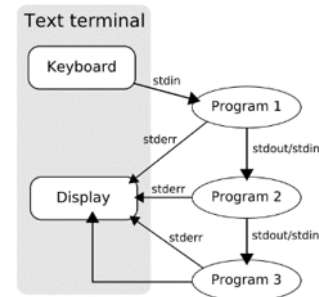 Text terminal
Keyboard
stdin
Program 1
stderr
stdout/stdin
Display
stderr
Program 2
stderr
stdout/stdin
Program 3